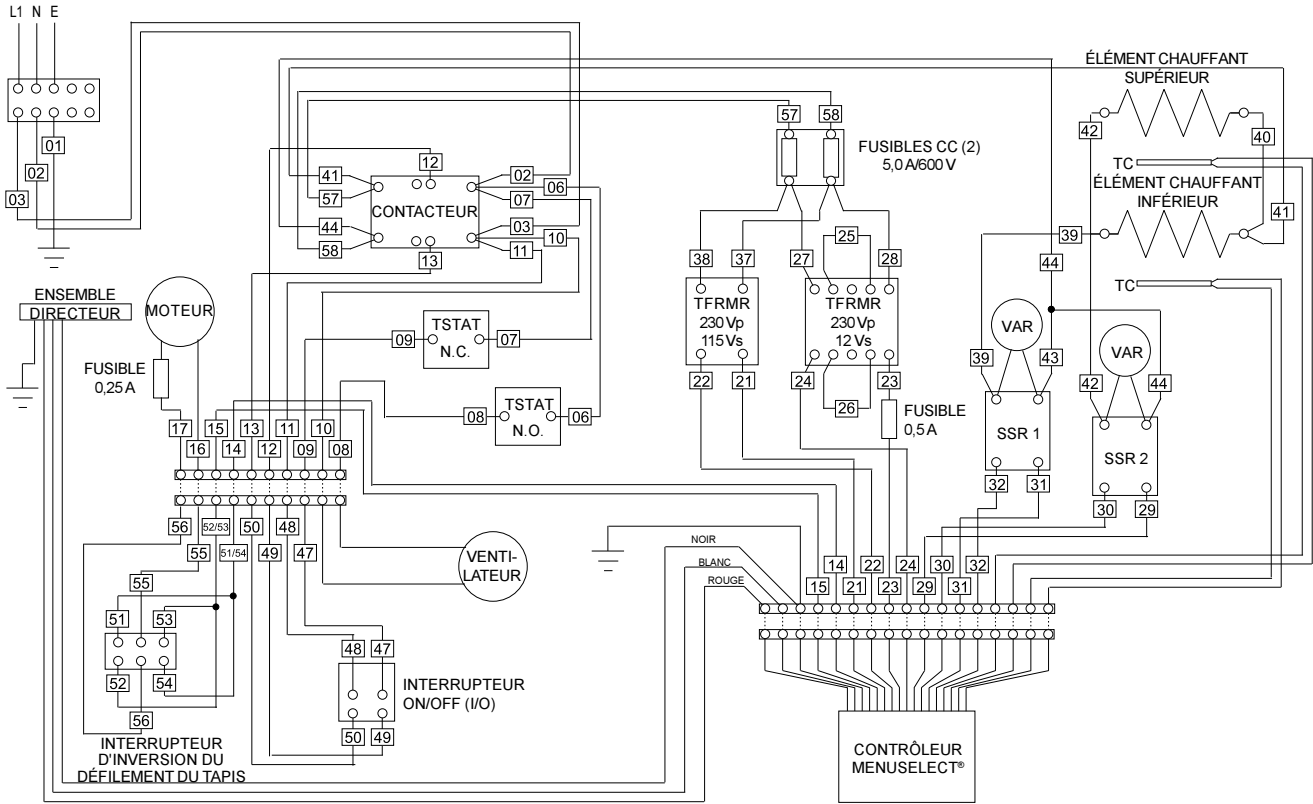 L1 N E
01
02
03
12
41
57
44
58
CONTACTEUR
02
06
07
03
10
11
13
57
58
FUSIBLES CC (2)
5,0 A/600 V
ÉLÉMENT CHAUFFANT
SUPÉRIEUR
42
40
TC
ÉLÉMENT CHAUFFANT
INFÉRIEUR
41
39
44
TC
38
37
27
25
28
TFRMR
230 Vp
115 Vs
TFRMR
230 Vp
12 Vs
22
21
24
26
23
FUSIBLE
0,5 A
VAR
39
43
SSR 1
32
31
VAR
42
44
SSR 2
30
29
ENSEMBLE
DIRECTEUR
MOTEUR
FUSIBLE
0,25 A
09
TSTAT
N.C.
07
08
TSTAT
N.O.
06
17
16
15
14
13
12
11
10
09
08
56
55
52/53
51/54
50
49
48
47
VENTI-
LATEUR
NOIR
BLANC
ROUGE
15
14
21
22
23
24
29
30
31
32
55
51
53
52
54
56
INTERRUPTEUR
D'INVERSION DU
DÉFILEMENT DU TAPIS
48
47
50
49
INTERRUPTEUR
ON/OFF (I/O)
CONTRÔLEUR
MENUSELECT®